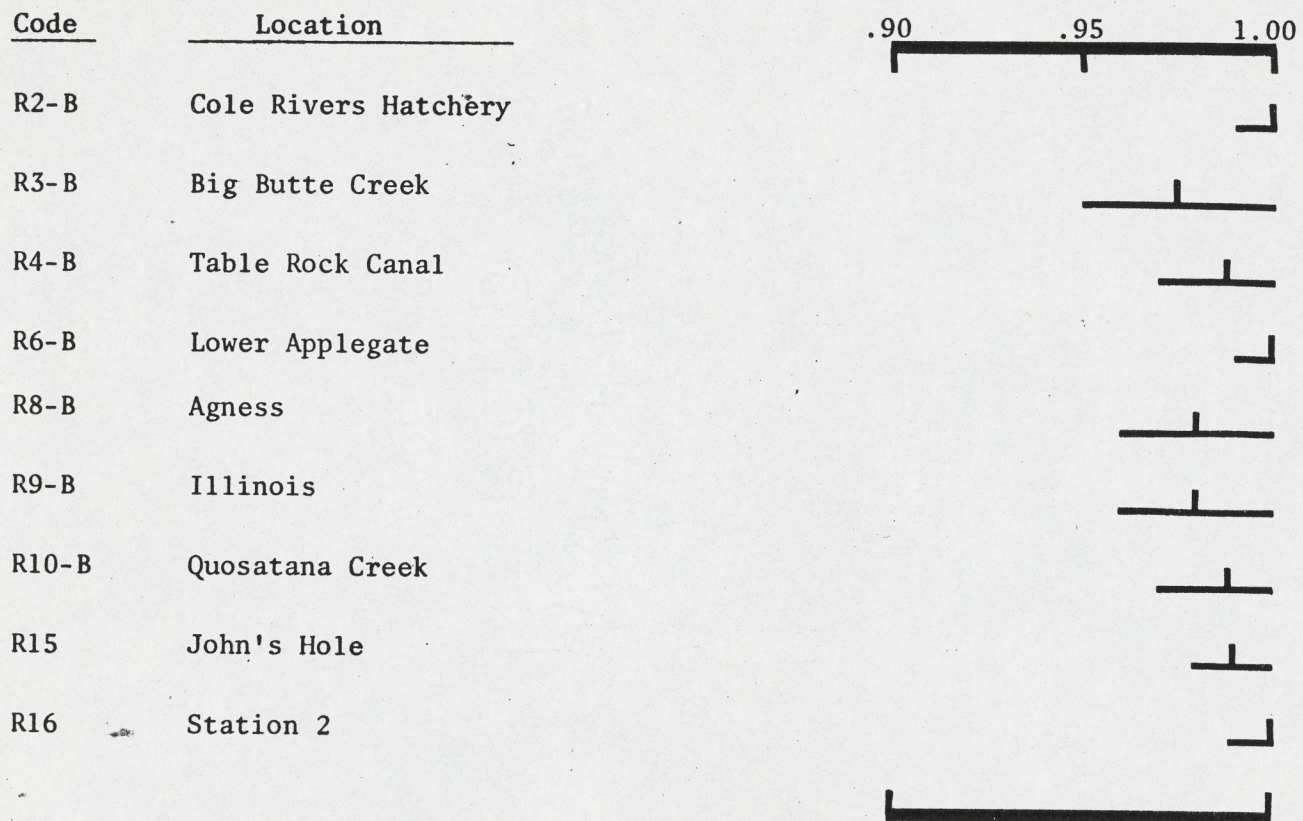 Code Location .90 .95 1.00
R2-B Cole Rivers Hatchery
R3-B Big Butte Creek
R4-B Table Rock Canal
R6-B Lower Applegate
R8-B Agness
R9-B Illinois
R10-B Quosatana Creek
R15 John's Hole
R16 Station 2